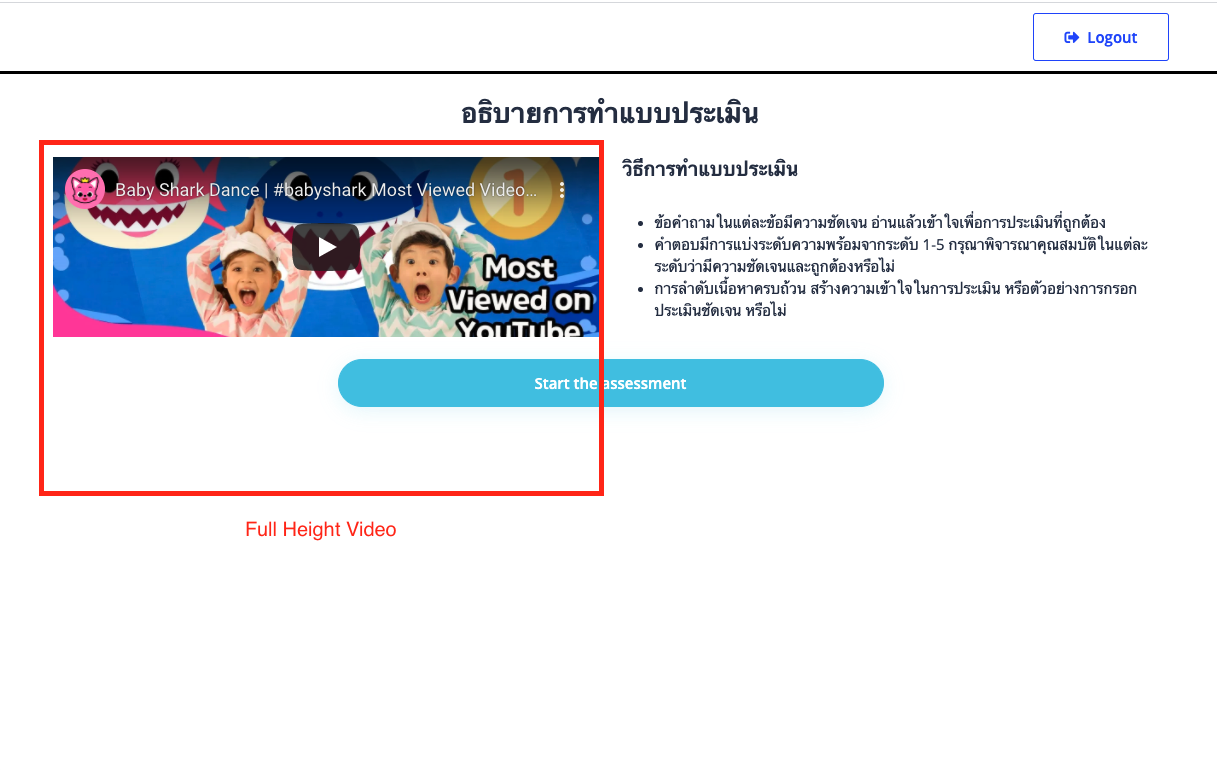 Logout
อธิบายการทำแบบประเมิน
Baby Shark Dance | #babyshark Most Viewed Video...
1
Most
Viewed on
YouTube
วิธีการทำแบบประเมิน
ข้อคำถามในแต่ละข้อมีความชัดเจน อ่านแล้วเข้าใจเพื่อการประเมินที่ถูกต้อง
คำตอบมีการแบ่งระดับความพร้อมจากระดับ 1-5 กรุณาพิจารณาคุณสมบัติในแต่ละ
ระดับว่ามีความชัดเจนและถูกต้องหรือไม่
การลำดับเนื้อหาครบถ้วน สร้างความเข้าใจในการประเมิน หรือตัวอย่างการกรอก
ประเมินชัดเจน หรือไม่
Start the assessment
Full Height Video